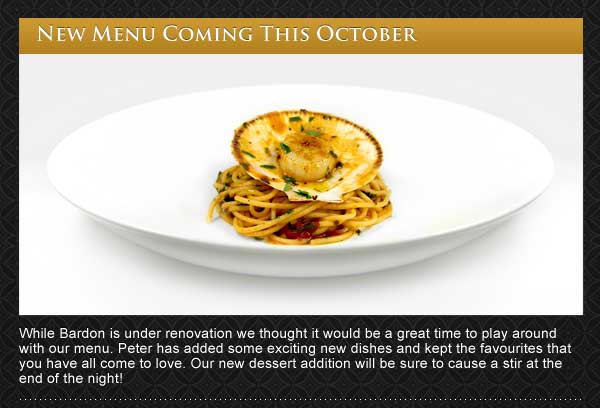 New Menu Coming This October
While Bardon is under renovation we thought it would be a great time to play around
with our menu. Peter has added some exciting new dishes and kept the favourites that
you have all come to love. Our new dessert addition will be sure to cause a stir at the
end of the night!